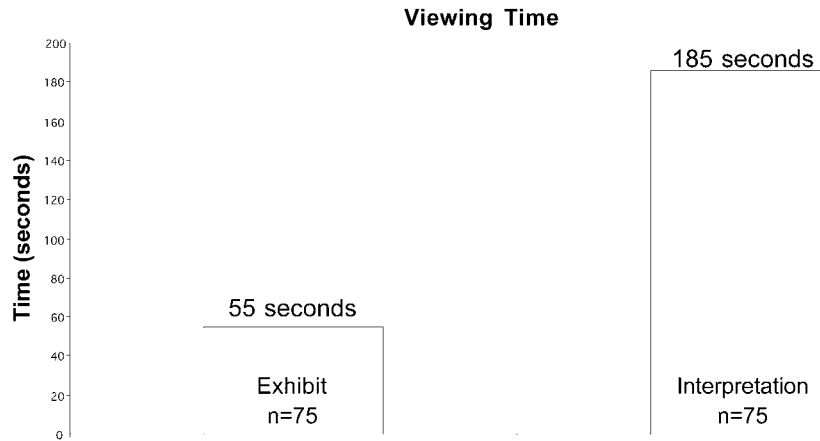 Viewing Time
Time (seconds)
200
180
160
140
120
100
80
60
40
20
0
55 seconds
Exhibit
n=75
185 seconds
Interpretation
n=75